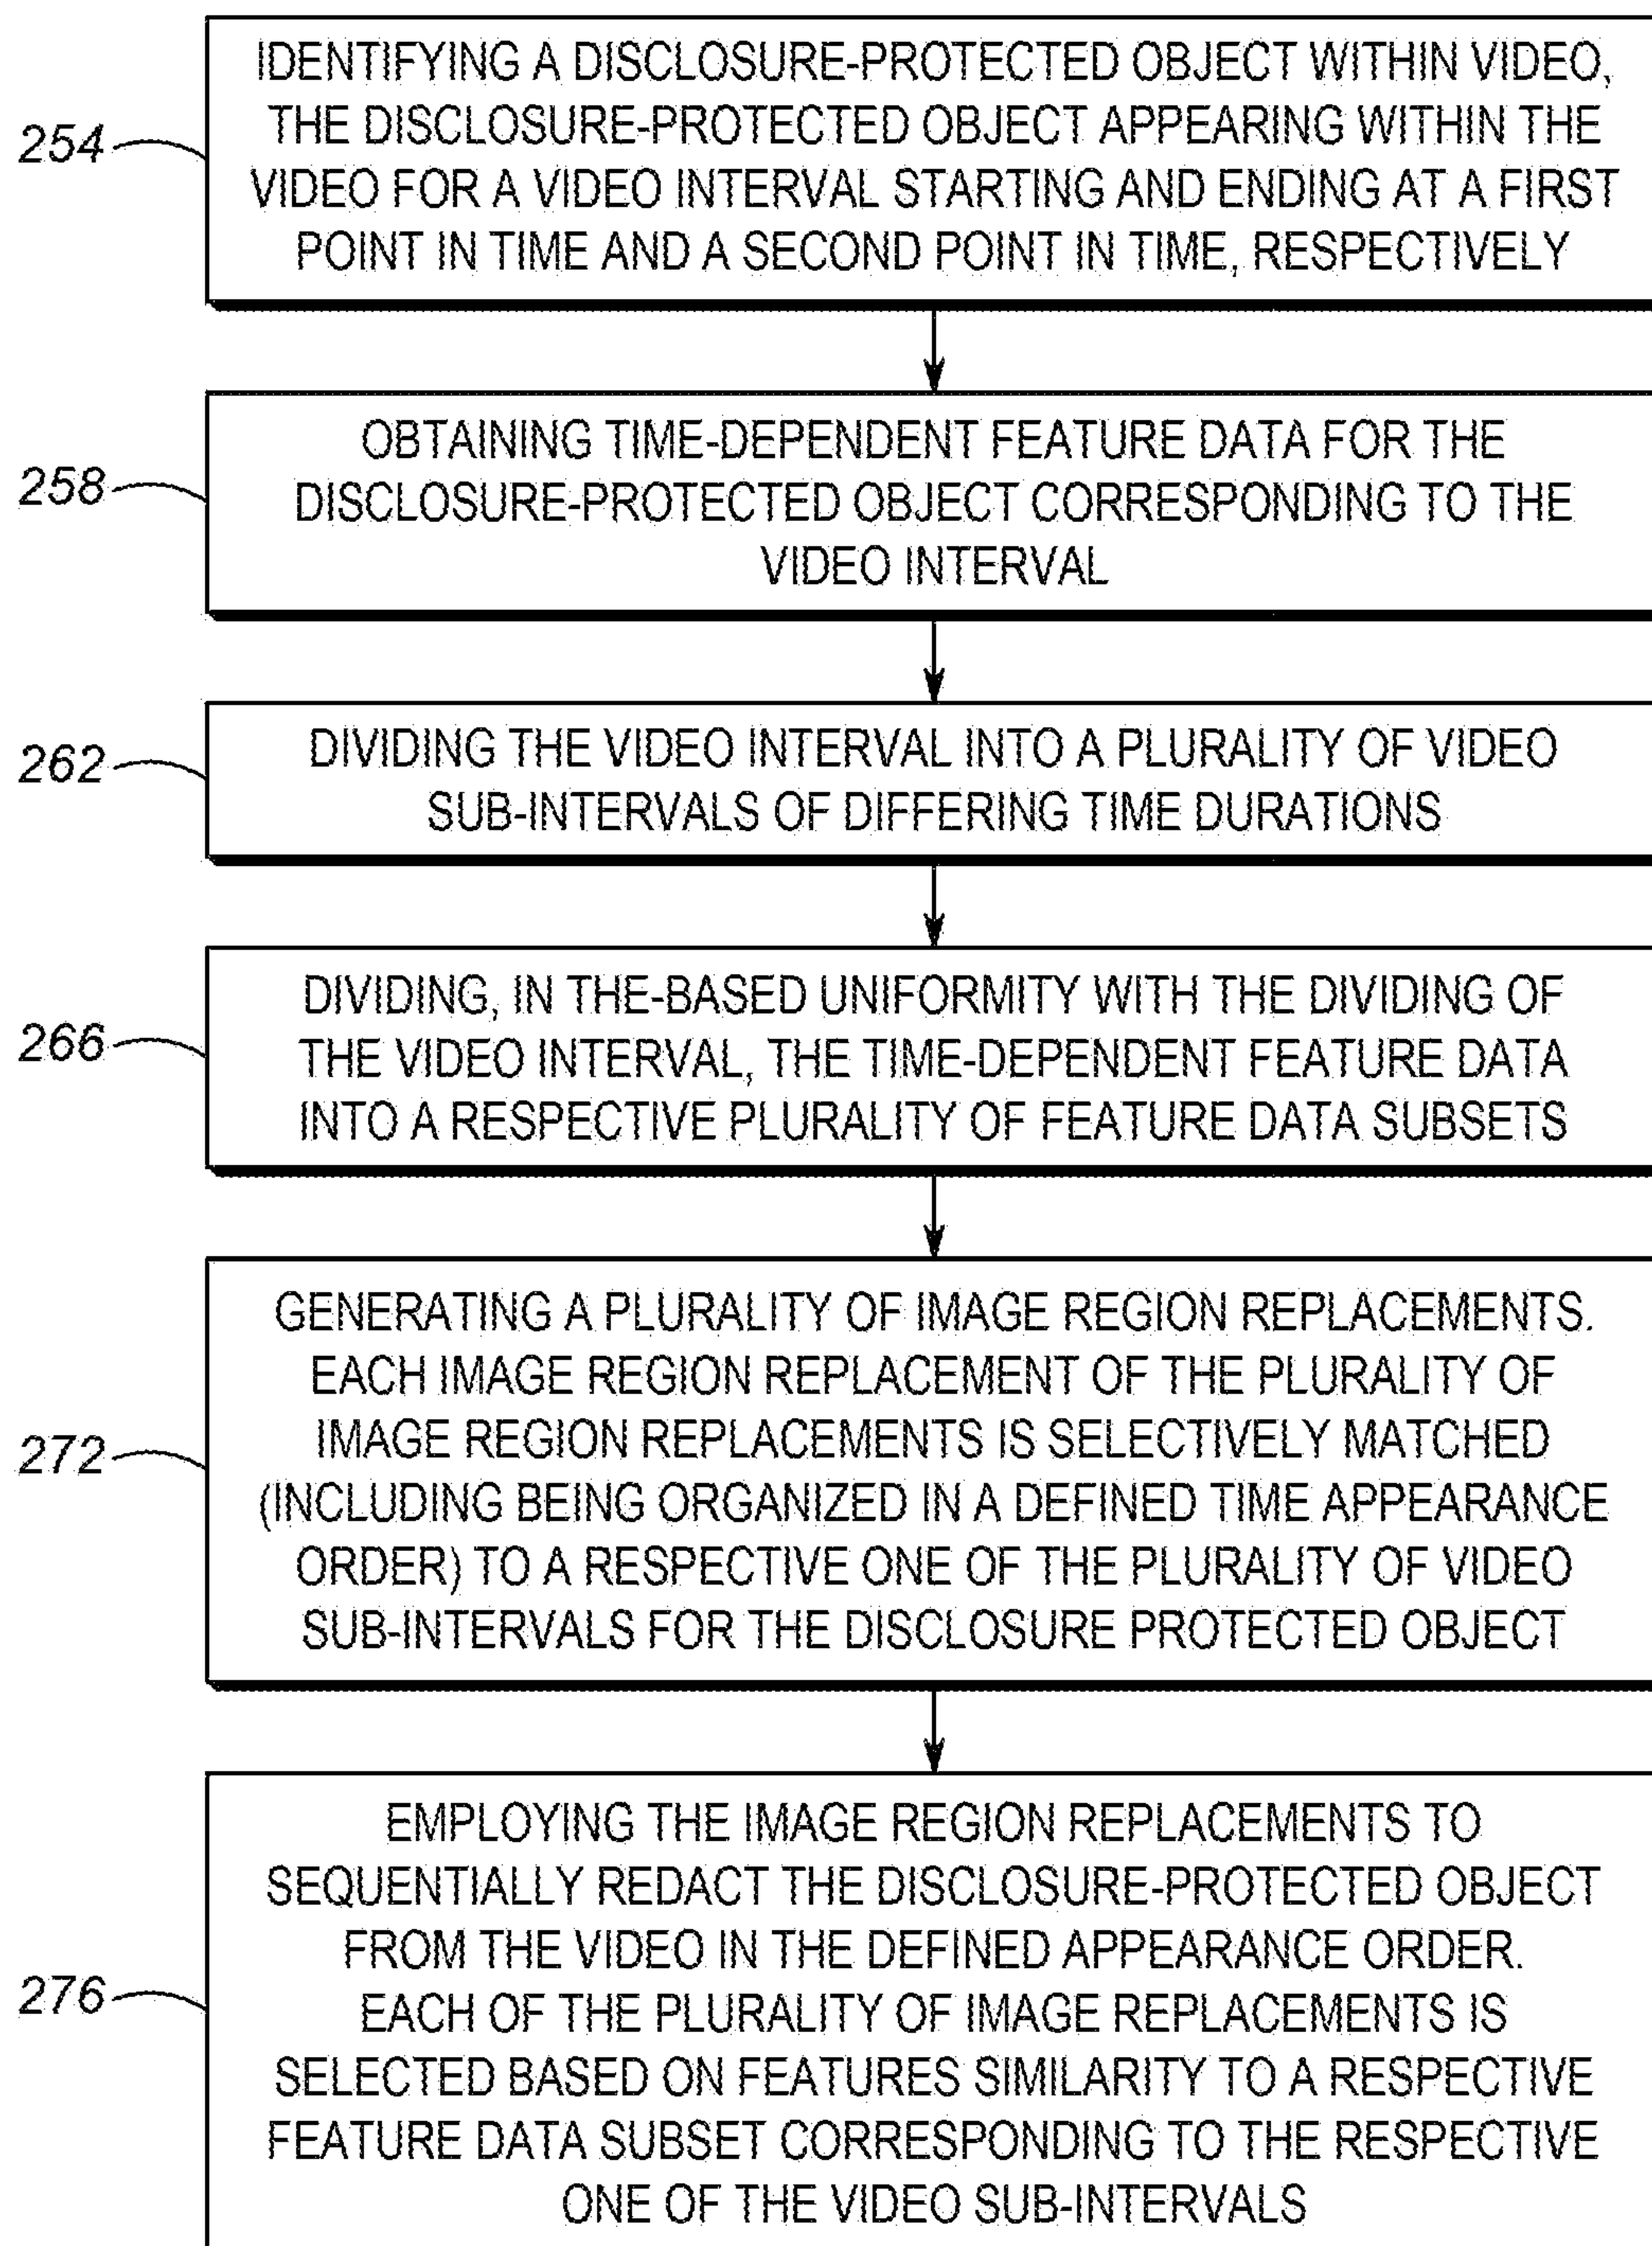 IDENTIFYING A DISCLOSURE-PROTECTED OBJECT WITHIN VIDEO,
THE DISCLOSURE-PROTECTED OBJECT APPEARING WITHIN THE
254
VIDEO FOR A VIDEO INTERVAL STARTING AND ENDING AT A FIRST
POINT IN TIME AND A SECOND POINT IN TIME, RESPECTIVELY
OBTAINING TIME-DEPENDENT FEATURE DATA FOR THE
258
DISCLOSURE-PROTECTED OBJECT CORRESPONDING TO THE
VIDEO INTERVAL
262
DIVIDING THE VIDEO INTERVAL INTO A PLURALITY OF VIDEO
SUB-INTERVALS OF DIFFERING TIME DURATIONS
DIVIDING, IN THE-BASED UNIFORMITY WITH THE DIVIDING OF
266
THE VIDEO INTERVAL, THE TIME-DEPENDENT FEATURE DATA
INTO A RESPECTIVE PLURALITY OF FEATURE DATA SUBSETS
GENERATING A PLURALITY OF IMAGE REGION REPLACEMENTS.
EACH IMAGE REGION REPLACEMENT OF THE PLURALITY OF
IMAGE REGION REPLACEMENTS IS SELECTIVELY MATCHED
272
(INCLUDING BEING ORGANIZED IN A DEFINED TIME APPEARANCE
ORDER) TO A RESPECTIVE ONE OF THE PLURALITY OF VIDEO
SUB-INTERVALS FOR THE DISCLOSURE PROTECTED OBJECT
EMPLOYING THE IMAGE REGION REPLACEMENTS TO
SEQUENTIALLY REDACT THE DISCLOSURE-PROTECTED OBJECT
FROM THE VIDEO IN THE DEFINED APPEARANCE ORDER.
276
EACH OF THE PLURALITY OF IMAGE REPLACEMENTS IS
SELECTED BASED ON FEATURES SIMILARITY TO A RESPECTIVE
FEATURE DATA SUBSET CORRESPONDING TO THE RESPECTIVE
ONE OF THE VIDEO SUB-INTERVALS